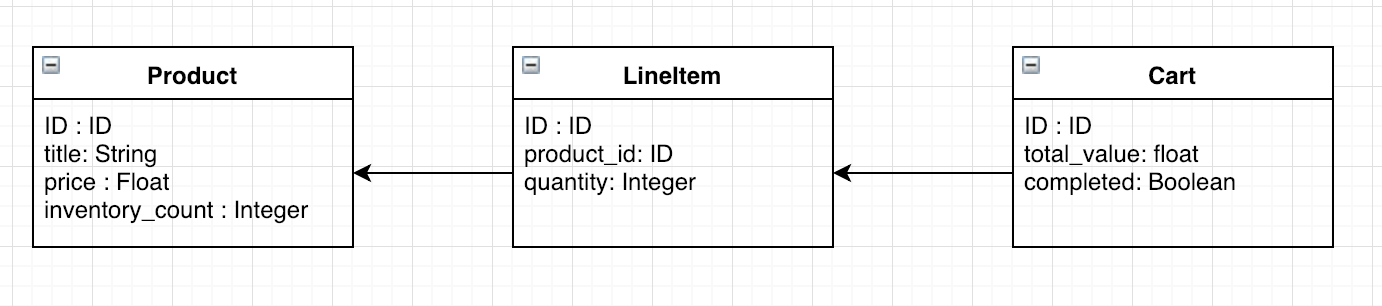 Product
ID : ID
title: String
price : Float
inventory_count : Integer
LineItem
ID : ID
product_id: ID
quantity: Integer
Cart
ID : ID
total_value: float
completed: Boolean